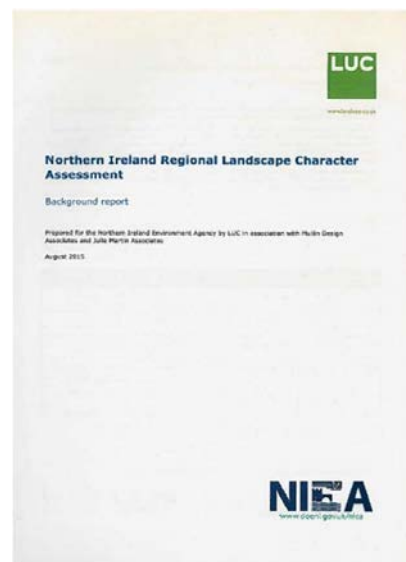 LUC
Northern Ireland Regional Landscape Character
Assessment
Background report
Prepared for the Northern Ireland Environment Agency by LUC in association with Mullin Design
Associates and Julie Martin Associates
August 2015
NIEA